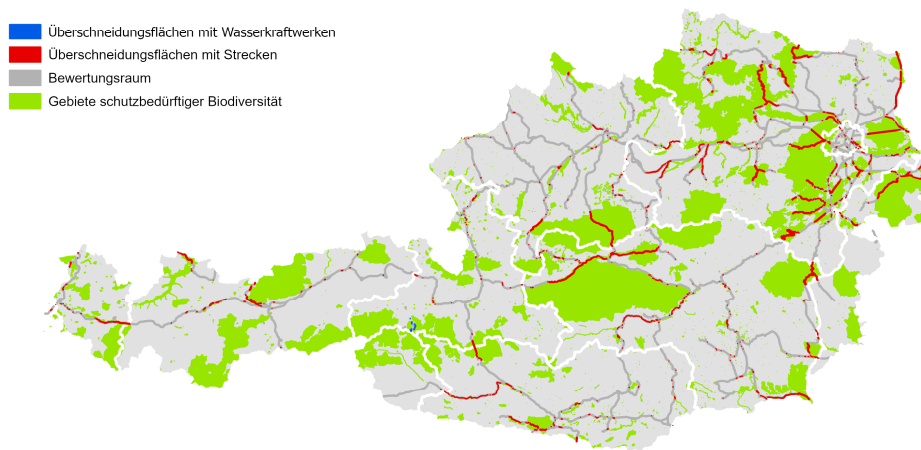 Überschneidungsflächen mit Wasserkraftwerken
Überschneidungsflächen mit Strecken
Bewertungsraum
Gebiete schutzbedürftiger Biodiversität